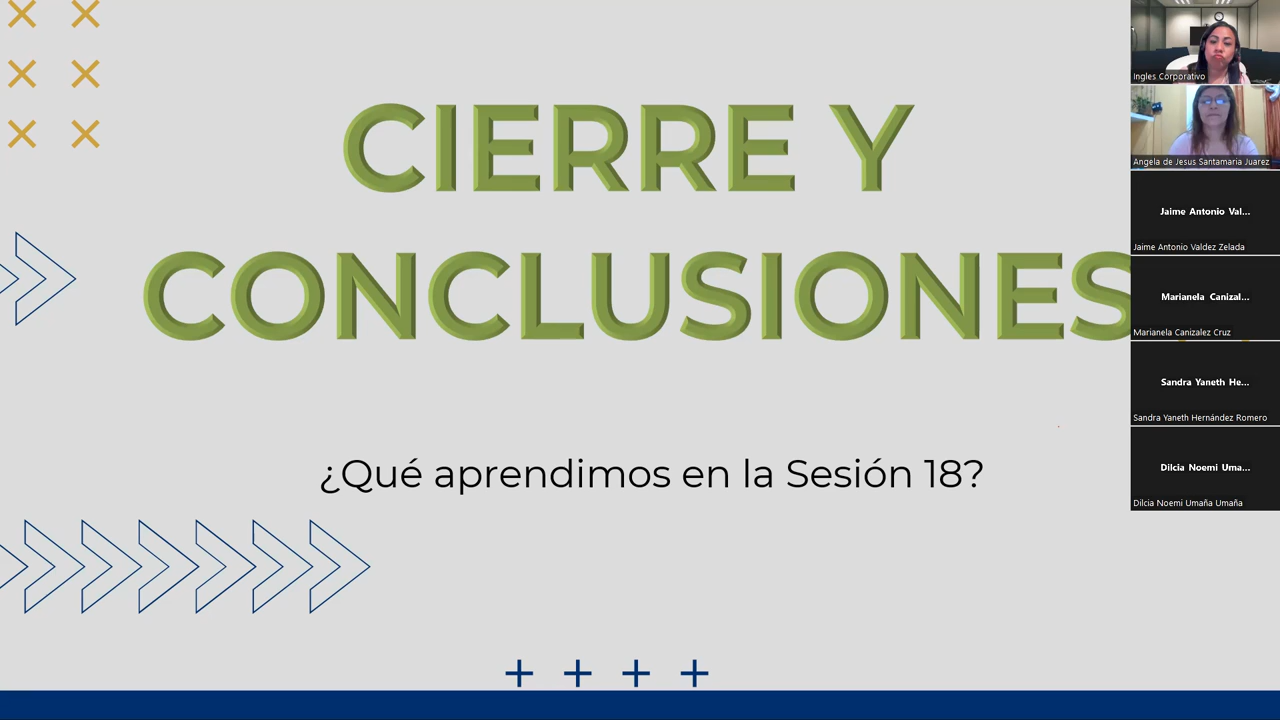 CIERRE Y
CONCLUSIONES
¿Qué aprendimos en la Sesión 18?
Ingles Corporativo
Angela de Jesus Santamaria Juarez
Jaime Antonio Val...
Jaime Antonio Valdez Zelada
Marianela Canizal...
Marianela Canizalez Cruz
Sandra Yaneth He...
Sandra Yaneth Hernández Romero
Dilcia Noemi Uma...
Dilcia Noemi Umaña Umaña